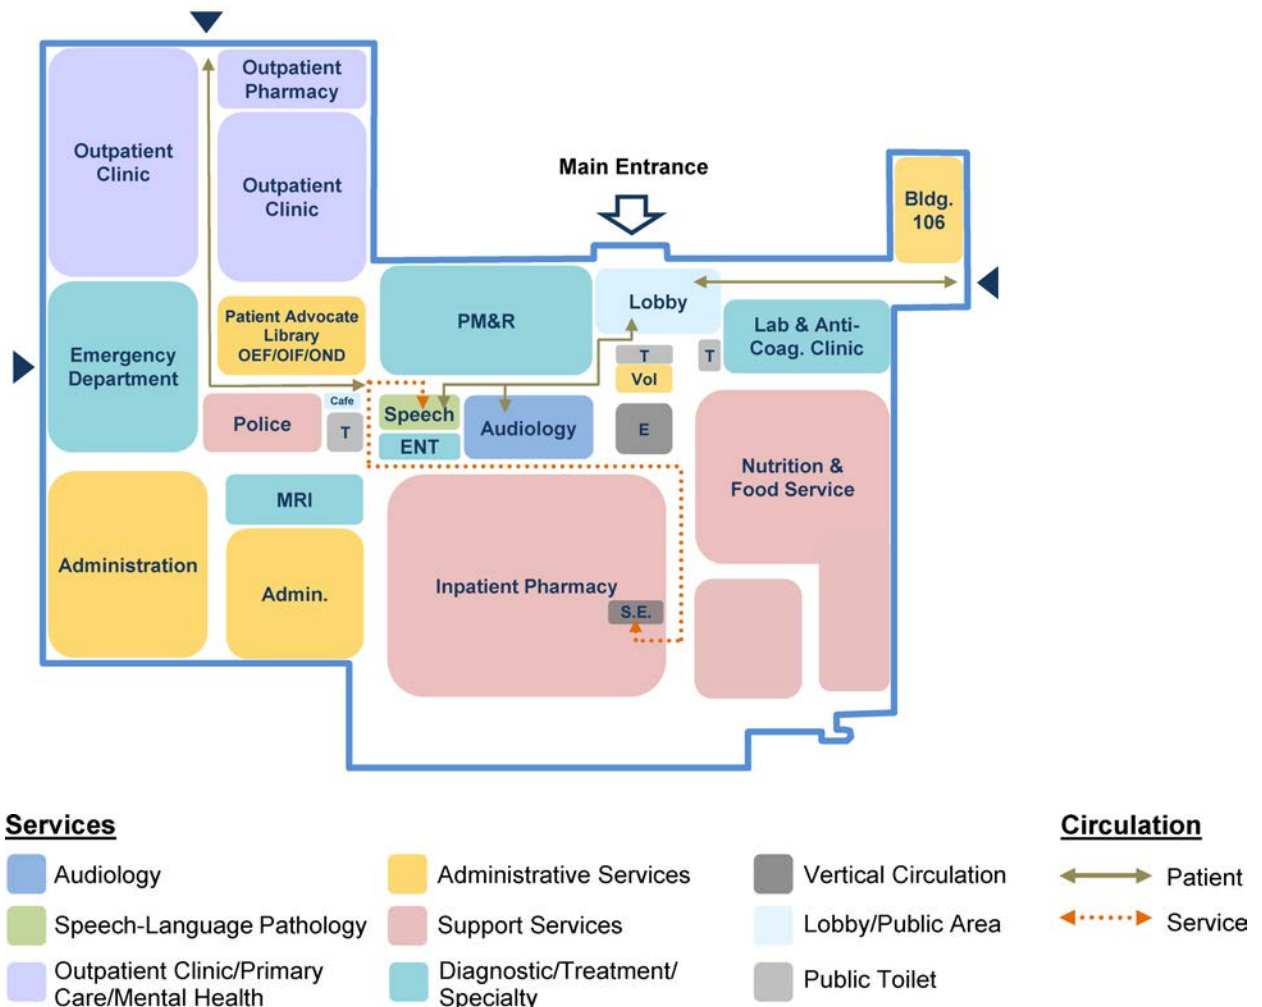 Outpatient
Pharmacy
Outpatient
Clinic
Outpatient
Clinic
Main Entrance
Bldg.
106
Patient Advocate
Library
OEF/OIF/OND
PM&R
Lobby
Lab & Anti-
Coag. Clinic
Emergency
Department
T
T
Vol
Cafe
Police
T
Speech
ENT
Audiology
E
Nutrition &
Food Service
MRI
Administration
Admin.
Inpatient Pharmacy
S.E.
Services
Audiology
Speech-Language Pathology
Outpatient Clinic/Primary
Care/Mental Health
Administrative Services
Support Services
Diagnostic/Treatment/
Specialty
Vertical Circulation
Lobby/Public Area
Public Toilet
Circulation
Patient
Service